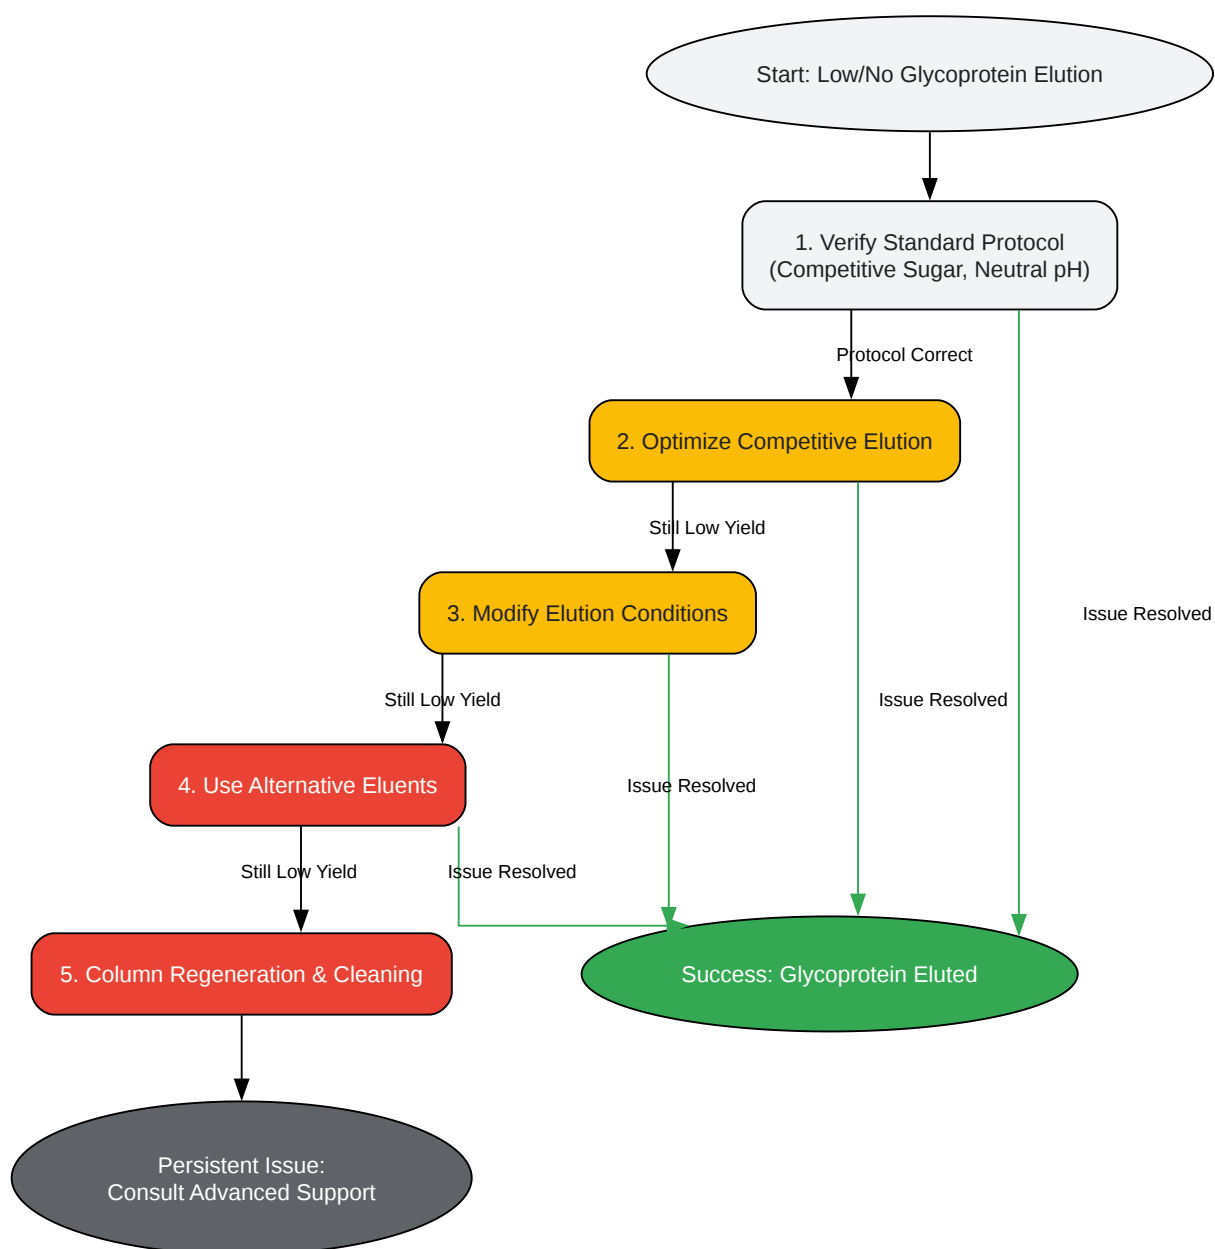 Start: Low/No Glycoprotein Elution
1. Verify Standard Protocol
(Competitive Sugar, Neutral pH)
Protocol Correct
2. Optimize Competitive Elution
Still Low Yield
3. Modify Elution Conditions
Issue Resolved
Still Low Yield
Issue Resolved
4. Use Alternative Eluents
Issue Resolved
Still Low Yield
Issue Resolved
5. Column Regeneration & Cleaning
Success: Glycoprotein Eluted
Persistent Issue:
Consult Advanced Support